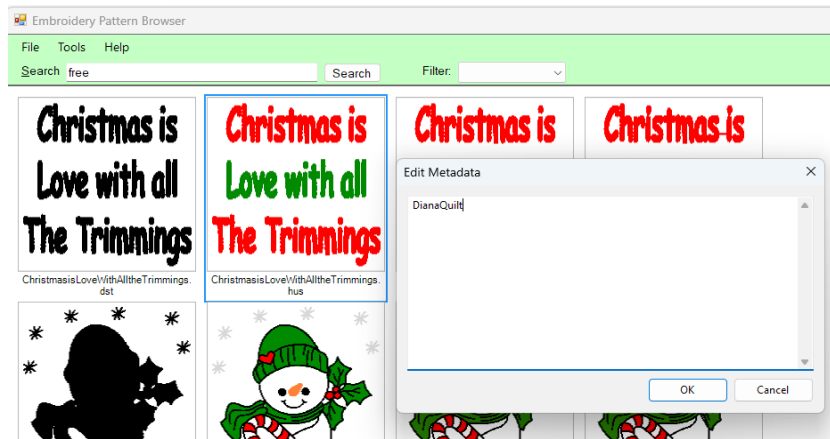 Embroidery Pattern Browser
File Tools Help
Search free Search Filter:
Christmas is
Love with all
The Trimmings
ChristmasisLoveWithAlltheTrimmings.
dst
Christmas is
Love with all
The Trimmings
ChristmasisLoveWithAlltheTrimmings.
hus
Christmas is
Christmas is
Edit Metadata
DianaQuilt
OK Cancel